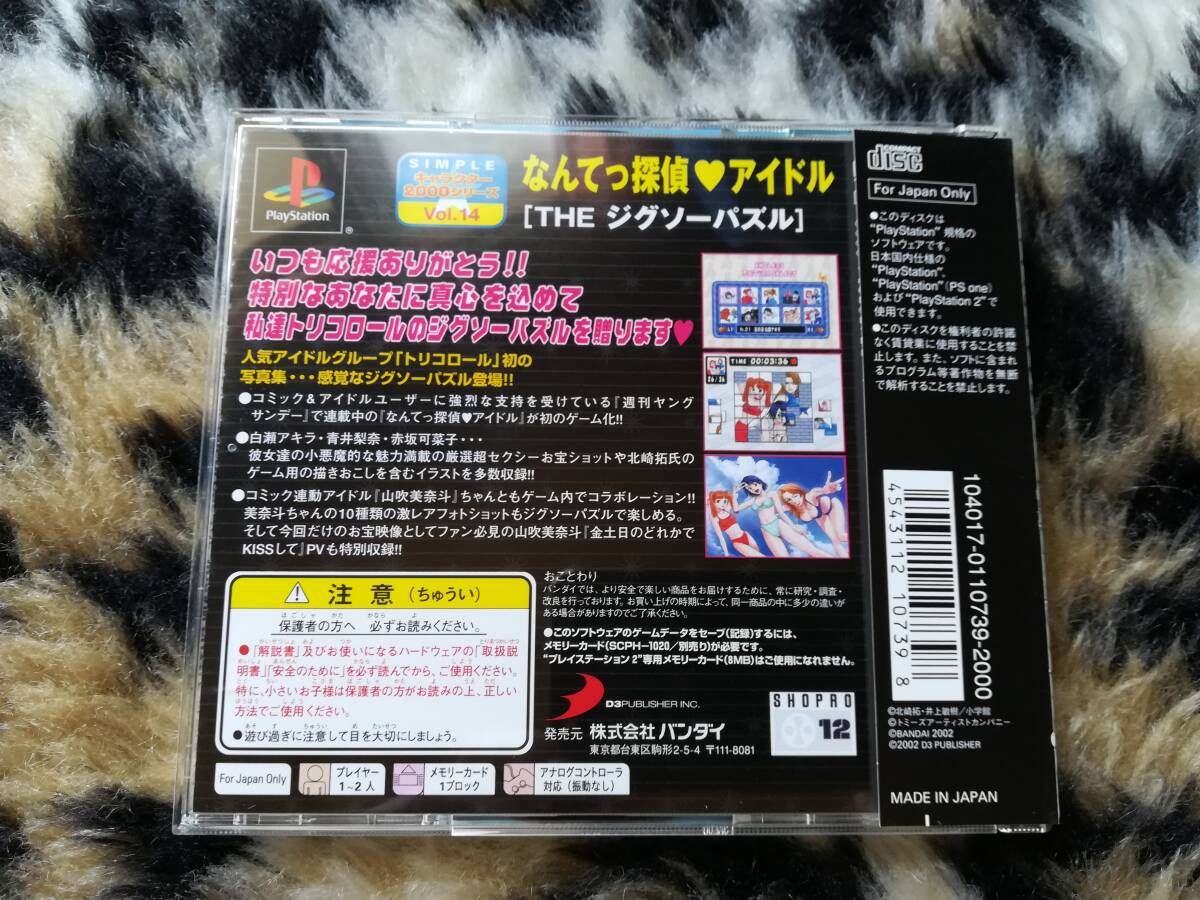 PlayStation
®
SIMPLE
キャラクター
2000シリーズ
Vol.14
なんてっ探偵♥アイドル
[THE ジグソーパズル]
いつも応援ありがとう!!
特別なあなたに真心を込めて
私達トリコロールのジグソーパズルを贈ります♥
人気アイドルグループ「トリコロール」初の
写真集・・・感覚なジグソーパズル登場!!
●コミック&アイドルユーザーに強烈な支持を受けている『週刊ヤング
サンデー』で連載中の『なんてっ探偵♥アイドル』が初のゲーム化!!
●白瀬アキラ・青井梨奈・赤坂可菜子・・・
彼女達の小悪魔的な魅力満載の厳選超セクシーお宝ショットや北崎拓氏の
ゲーム用の描きおこしを含むイラストを多数収録!!
●コミック連動アイドル『山吹美奈斗』ちゃんともゲーム内でコラボレーション!!
美奈斗ちゃんの10種類の激レアフォトショットもジグソーパズルで楽しめる。
そして今回だけのお宝映像としてファン必見の山吹美奈斗『金土日のどれかで
KISSして』PVも特別収録!!
TIME 00:03:36
26/36
注意(ちゅうい)
保護者の方へ 必ずお読みください。
●「解説書」及びお使いになるハードウェアの「取扱説
明書」「安全のために」を必ず読んでから、ご使用ください。
特に、小さいお子様は保護者の方がお読みの上、正しい
方法でご使用ください。
●遊び過ぎに注意して目を大切にしましょう。
おことわり
バンダイでは、より安全で楽しい商品をお届けするために、常に研究・調査・
改良を行っております。お買い上げの時期によって、同一商品の中に多少の違いが
ある場合がありますのでご了承ください。
●このソフトウェアのゲームデータをセーブ(記録)するには、
メモリーカード(SCPH-1020/別売り)が必要です。
"プレイステーション 2"専用メモリーカード(8MB)はご使用になれません。
D3PUBLISHER INC.
発売元 株式会社 バンダイ
東京都台東区駒形2-5-4 〒111-8081
SHOPRO
12
For Japan Only
プレイヤー
1~2人
メモリーカード
1ブロック
アナログコントローラ
対応(振動なし)
COMPACT
disc
For Japan Only
●このディスクは
"PlayStation" 規格の
ソフトウェアです。
日本国内仕様の
"PlayStation"、
"PlayStation"(PS one)
および"PlayStation 2"で
使用できます。
●このディスクを権利者の許諾
なく賃貸業に使用することを禁
止します。また、ソフトに含まれ
るプログラム等著作物を無断
で解析することを禁止します。
104017-0110739-2000
4543112 10739 8
©北崎拓・井上敏樹/小学館
©トミーズアーティストカンパニー
©BANDAI 2002
©2002 D3 PUBLISHER
MADE IN JAPAN